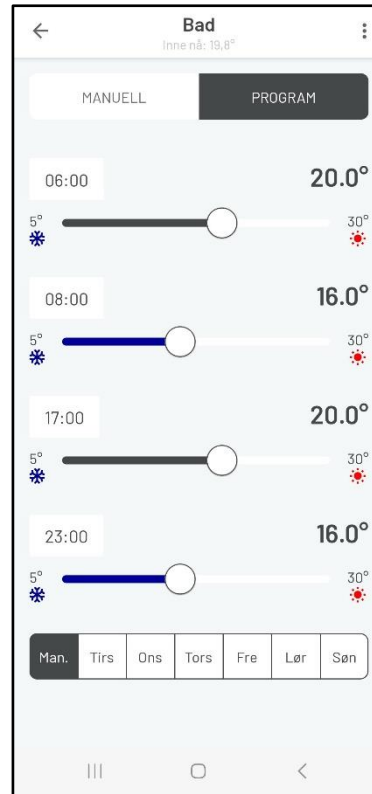 Bad
Inne nå: 19,8°
MANUELL PROGRAM
06:00 20.0°
5° 30°
08:00 16.0°
5° 30°
17:00 20.0°
5° 30°
23:00 16.0°
5° 30°
Man. Tirs Ons Tors Fre Lør Søn